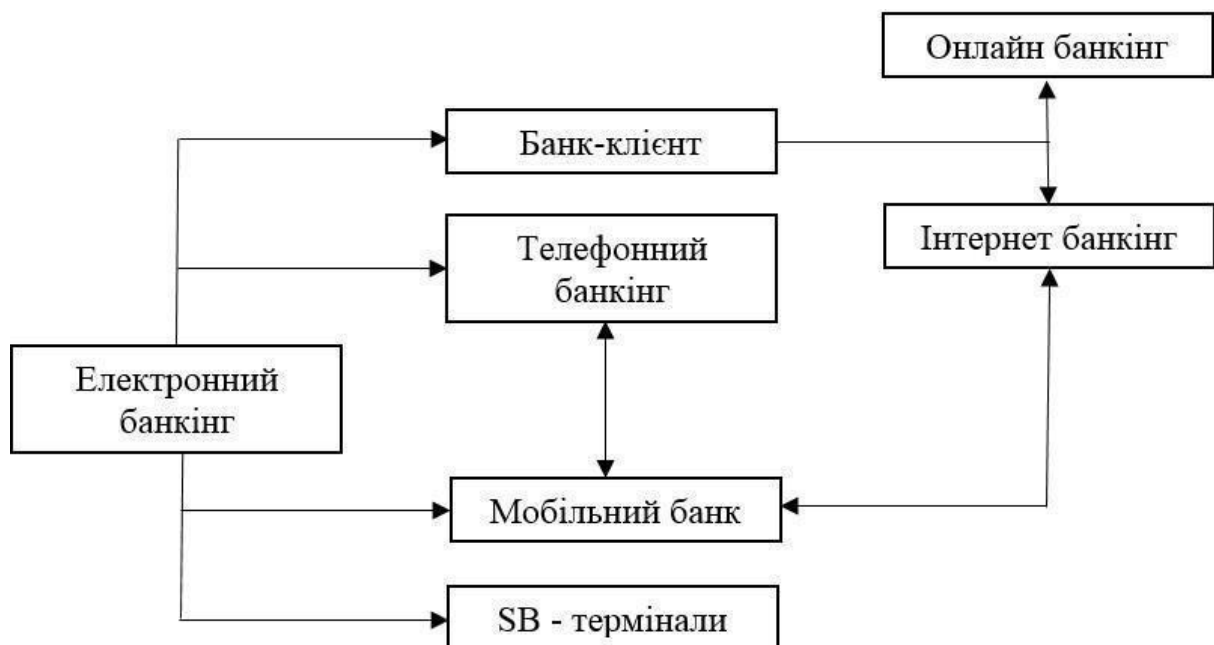 Онлайн банкінг
Банк-клієнт
Телефонний
банкінг
Інтернет банкінг
Електронний
банкінг
Мобільний банк
SB - термінали